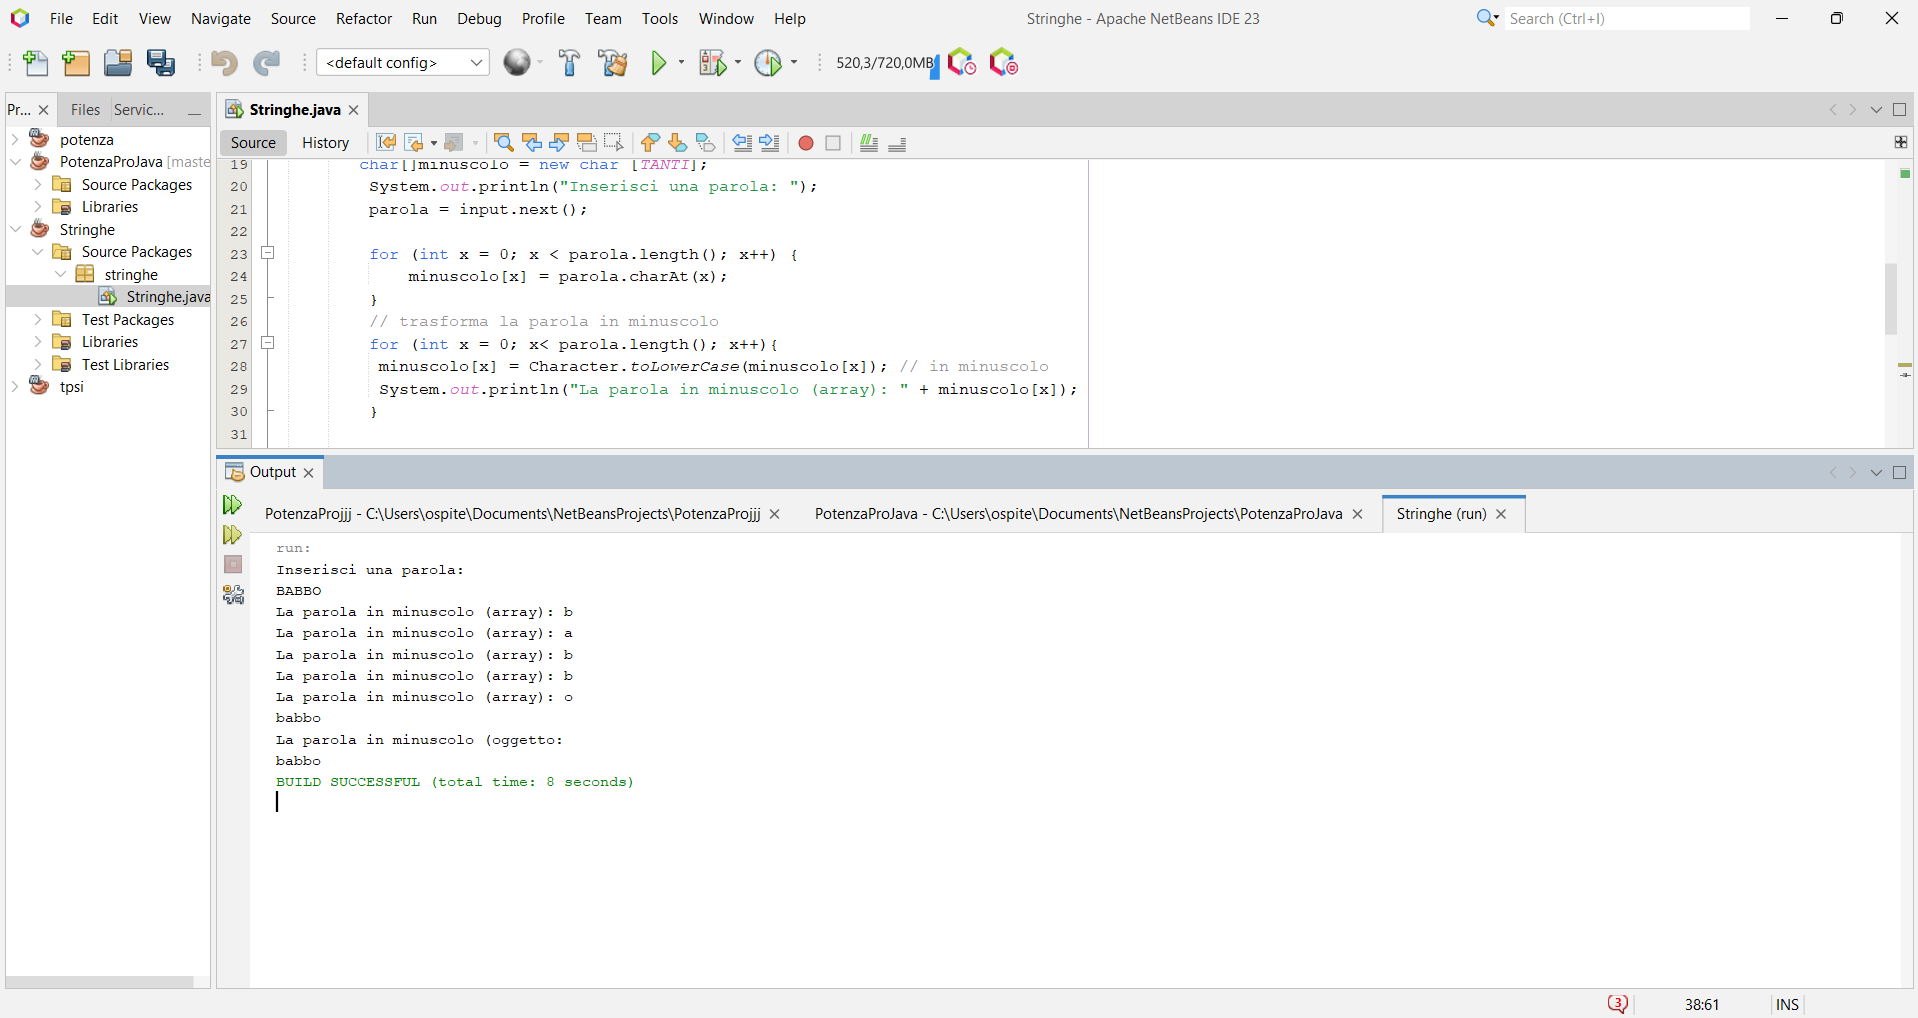 File Edit View Navigate Source Refactor Run Debug Profile Team Tools Window Help
Stringhe - Apache NetBeans IDE 23
Search (Ctrl+I)
<default config>
520,3/720,0MB
Pr... Files Servic...
potenza
PotenzaProJava [maste
Source Packages
Libraries
Stringhe
Source Packages
stringhe
Stringhe.java
Test Packages
Libraries
Test Libraries
tpsi
Stringhe.java
Source History
19 char[]minuscolo = new char [TANTI];
20 System.out.println("Inserisci una parola: ");
21 parola = input.next();
22
23 for (int x = 0; x < parola.length(); x++) {
24 minuscolo[x] = parola.charAt(x);
25 }
26 // trasforma la parola in minuscolo
27 for (int x = 0; x< parola.length(); x++){
28 minuscolo[x] = Character.toLowerCase(minuscolo[x]); // in minuscolo
29 System.out.println("La parola in minuscolo (array): " + minuscolo[x]);
30 }
31
Output
PotenzaProjjj - C:\Users\ospite\Documents\NetBeansProjects\PotenzaProjjj
PotenzaProJava - C:\Users\ospite\Documents\NetBeansProjects\PotenzaProJava
Stringhe (run)
run:
Inserisci una parola:
BABBO
La parola in minuscolo (array): b
La parola in minuscolo (array): a
La parola in minuscolo (array): b
La parola in minuscolo (array): b
La parola in minuscolo (array): o
babbo
La parola in minuscolo (oggetto:
babbo
BUILD SUCCESSFUL (total time: 8 seconds)
3
38:61
INS